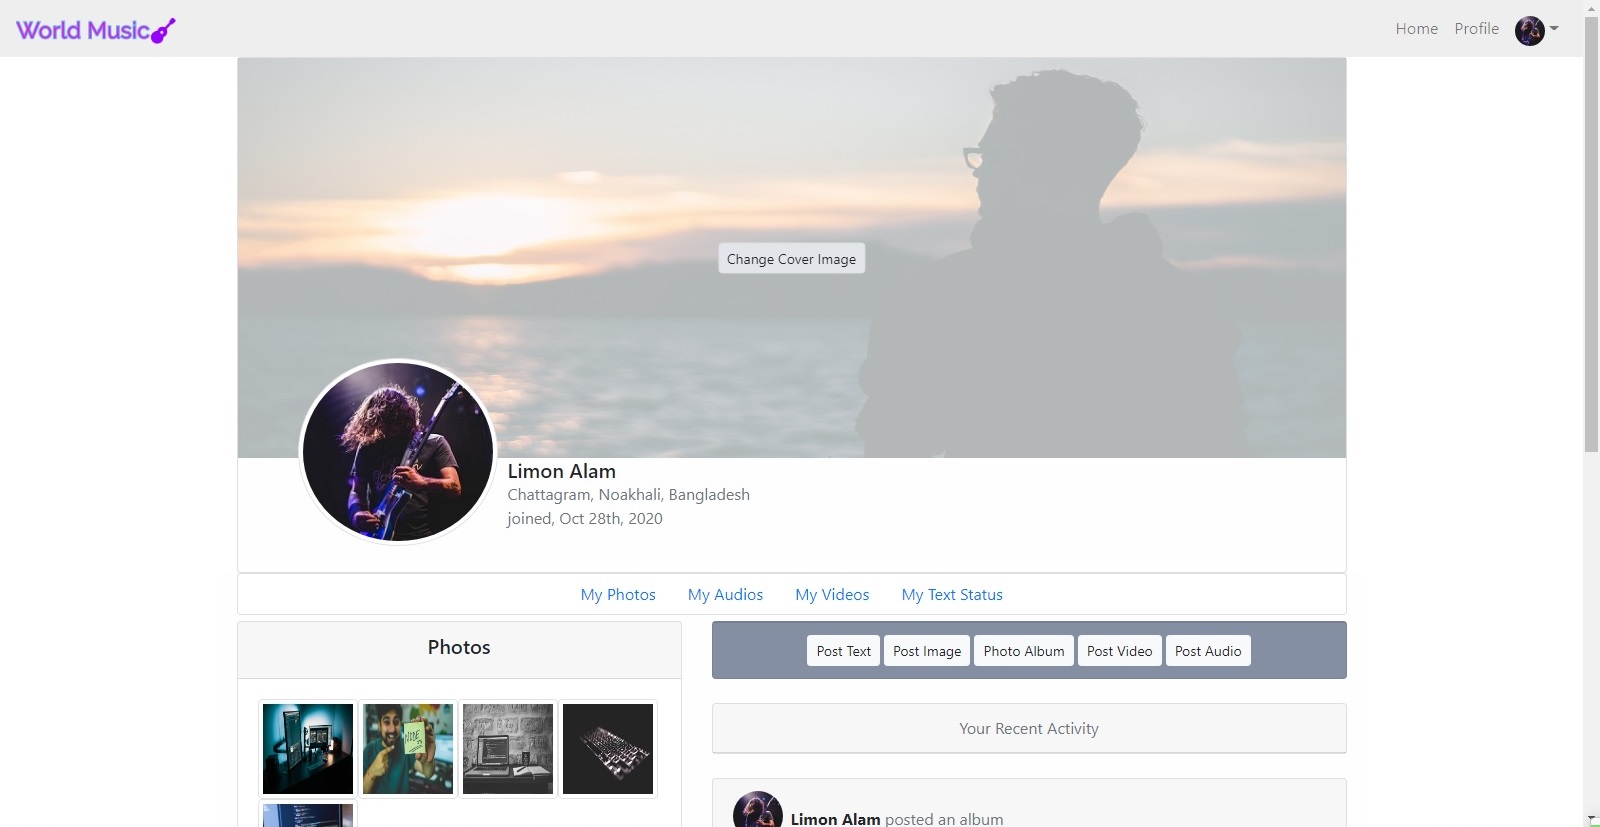 World Music
Home
Profile
Change Cover Image
Limon Alam
Chattagram, Noakhali, Bangladesh
joined, Oct 28th, 2020
My Photos
My Audios
My Videos
My Text Status
Photos
NODE
JS
Post Text
Post Image
Photo Album
Post Video
Post Audio
Your Recent Activity
Limon Alam posted an album